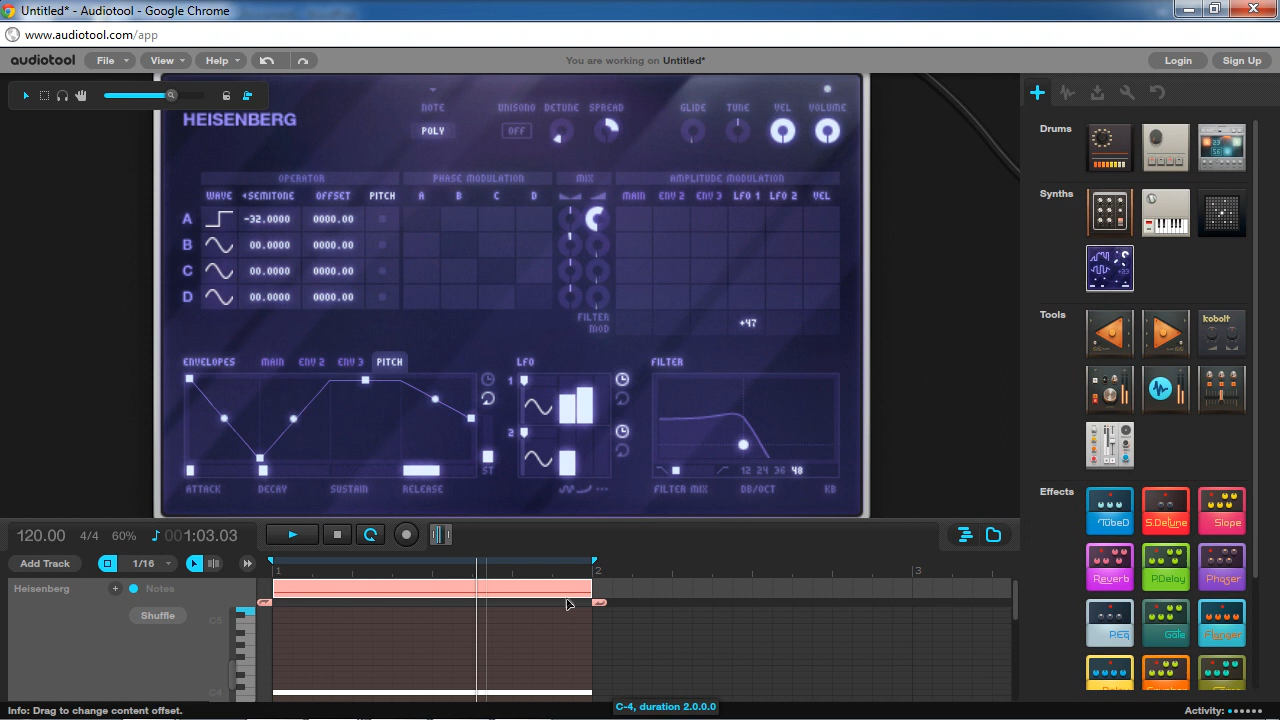 Untitled* - Audiotool - Google Chrome
www.audiotool.com/app
audiotool File View Help You are working on Untitled* Login Sign Up
HEISENBERG
NOTE UNISONO DETUNE SPREAD GLIDE TUNE VEL VOLUME
POLY OFF
OPERATOR PHASE MODULATION MIX AMPLITUDE MODULATION
WAVE SEMITONE OFFSET PITCH A B C D MAIN ENV 2 ENV 3 LFO 1 LFO 2 VEL
A -32.0000 0000.00
B 00.0000 0000.00
C 00.0000 0000.00
D 00.0000 0000.00
FILTER
MOD
+47
ENVELOPES MAIN ENV 2 ENV 3 PITCH LFO FILTER
1
2
ST
12 24 36 48
ATTACK DECAY SUSTAIN RELEASE FILTER MIX DB/OCT KB
Drums
Synths
Tools
kobolt
Effects
TubeD S.Detune Slope
Reverb P.Delay Phaser
P.EQ Gate Flanger
120.00 4/4 60% 001:03.03
Add Track 1/16
1 2 3
Heisenberg + Notes
Shuffle
C5
C4
Info: Drag to change content offset. C-4, duration 2.0.0.0 Activity: